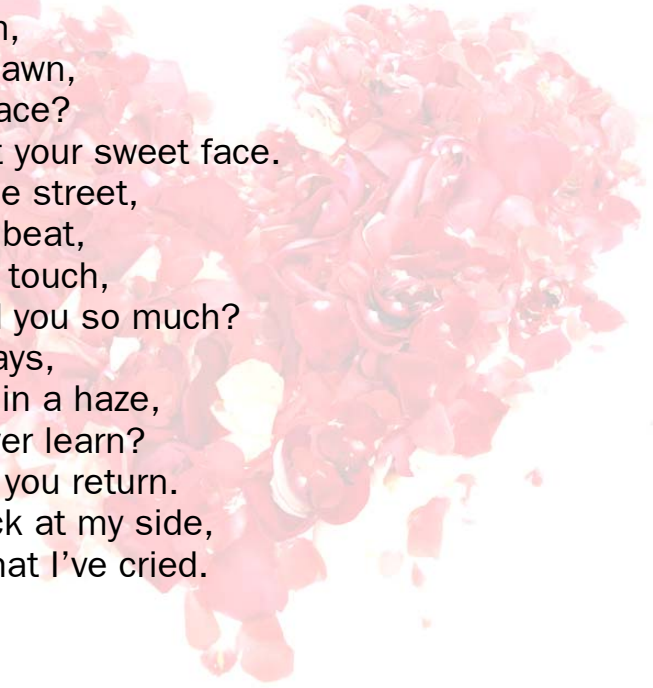 n,
awn,
ace?
t your sweet face.
e street,
beat,
touch,
l you so much?
ays,
in a haze,
er learn?
you return.
ck at my side,
hat I’ve cried.